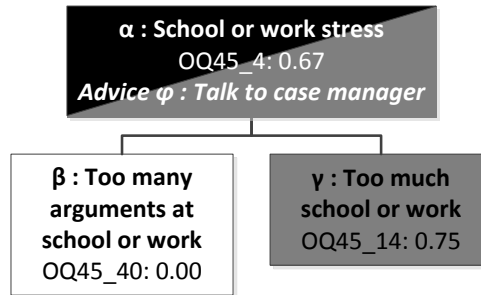 α : School or work stress
OQ45_4: 0.67
Advice φ : Talk to case manager
β : Too many
arguments at
school or work
OQ45_40: 0.00
γ : Too much
school or work
OQ45_14: 0.75